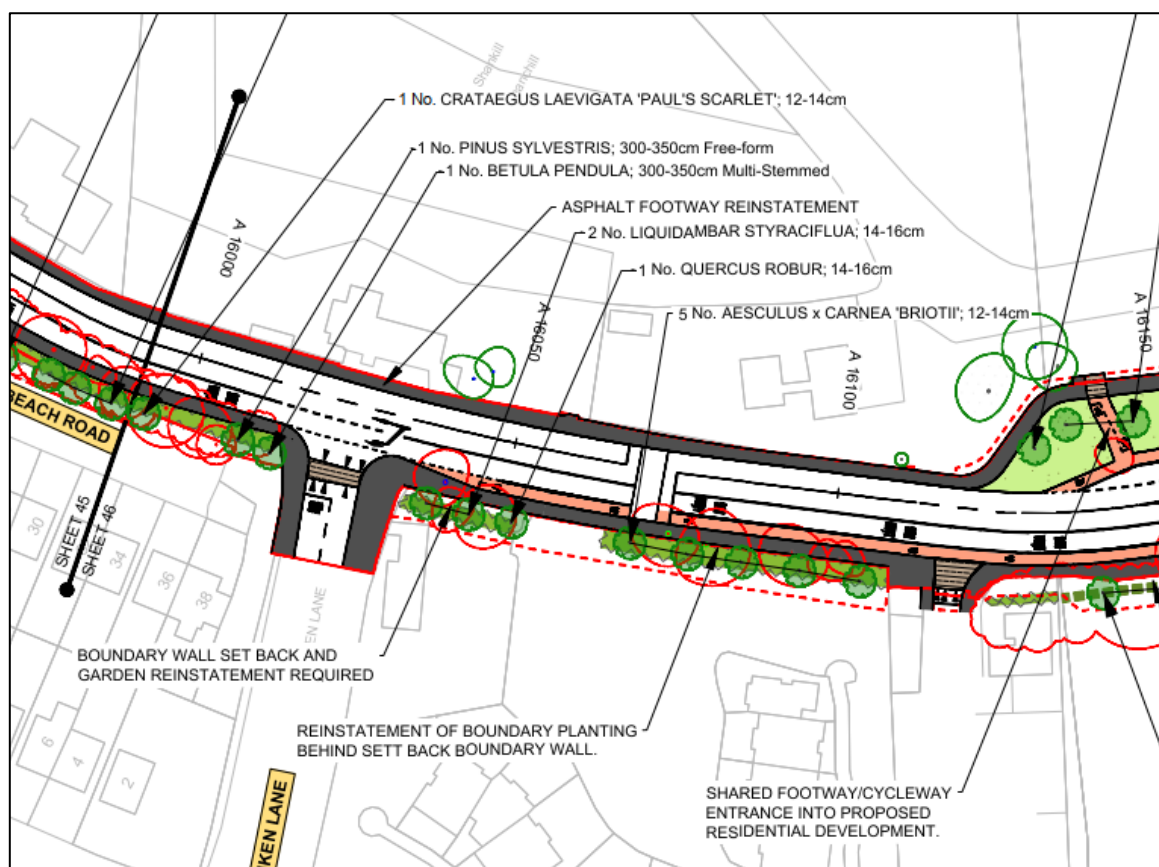 Shankill
1 No. CRATAEGUS LAEVIGATA 'PAUL'S SCARLET'; 12-14cm
1 No. PINUS SYLVESTRIS; 300-350cm Free-form
1 No. BETULA PENDULA; 300-350cm Multi-Stemmed
ASPHALT FOOTWAY REINSTATEMENT
2 No. LIQUIDAMBAR STYRACIFLUA; 14-16cm
1 No. QUERCUS ROBUR; 14-16cm
5 No. AESCULUS x CARNEA 'BRIOTII'; 12-14cm
A 16000
A 16050
A 16100
A 16150
BEACH ROAD
SHEET 45
SHEET 46
30
34
36
38
6
4
2
KEN LANE
BOUNDARY WALL SET BACK AND
GARDEN REINSTATEMENT REQUIRED
REINSTATEMENT OF BOUNDARY PLANTING
BEHIND SETT BACK BOUNDARY WALL.
SHARED FOOTWAY/CYCLEWAY
ENTRANCE INTO PROPOSED
RESIDENTIAL DEVELOPMENT.
KEN LANE